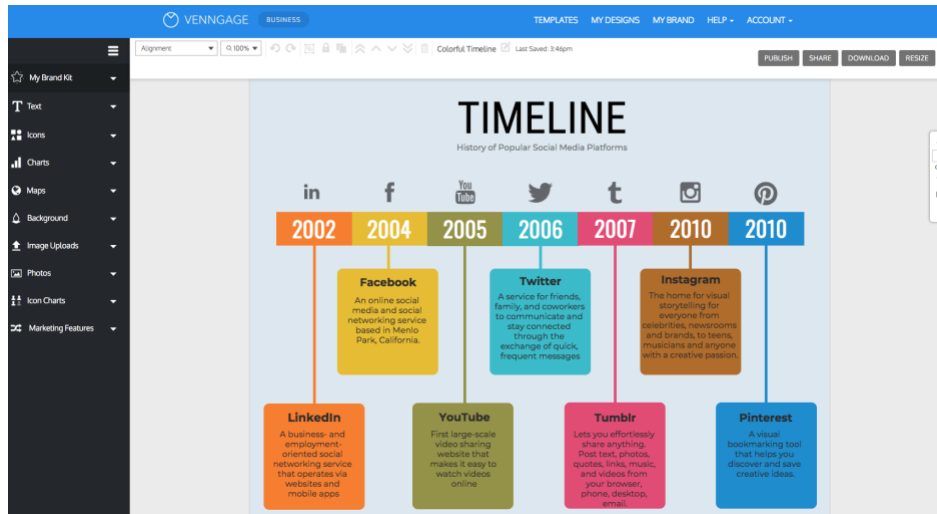 VENNGAGE BUSINESS TEMPLATES MY DESIGNS MY BRAND HELP ACCOUNT
Alignment 100% Colorful Timeline Last Saved: 3:46pm
PUBLISH SHARE DOWNLOAD RESIZE
My Brand Kit
Text
Icons
Charts
Maps
Background
Image Uploads
Photos
Icon Charts
Marketing Features
TIMELINE
History of Popular Social Media Platforms
in f You Tube t
2002 2004 2005 2006 2007 2010 2010
Facebook
An online social
media and social
networking service
based in Menlo
Park, California.
Twitter
A service for friends,
family, and coworkers
to communicate and
stay connected
through the
exchange of quick,
frequent messages
Instagram
The home for visual
storytelling for
everyone from
celebrities, newsrooms
and brands, to teens,
musicians and anyone
with a creative passion.
LinkedIn
A business- and
employment-
oriented social
networking service
that operates via
websites and
mobile apps
YouTube
First large-scale
video sharing
website that
makes it easy to
watch videos
online
Tumblr
Lets you effortlessly
share anything.
Post text, photos,
quotes, links, music,
and videos from
your browser,
phone, desktop,
email.
Pinterest
A visual
bookmarking tool
that helps you
discover and save
creative ideas.